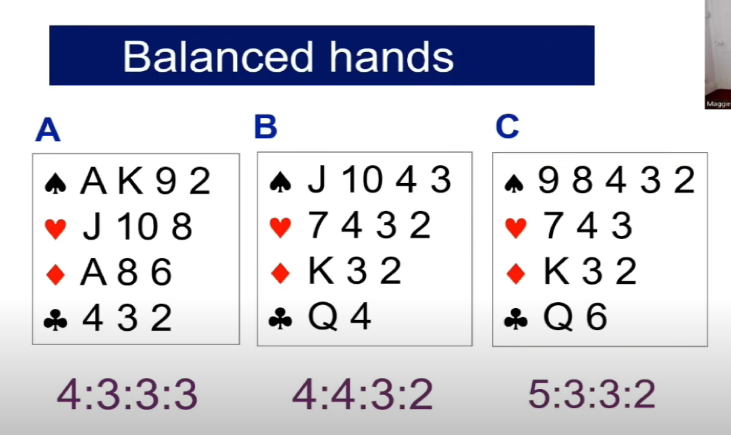 Balanced hands
Maggie
A
♠ A K 9 2
♥ J 10 8
♦ A 8 6
♣ 4 3 2
4:3:3:3
B
♠ J 10 4 3
♥ 7 4 3 2
♦ K 3 2
♣ Q 4
4:4:3:2
C
♠ 9 8 4 3 2
♥ 7 4 3
♦ K 3 2
♣ Q 6
5:3:3:2